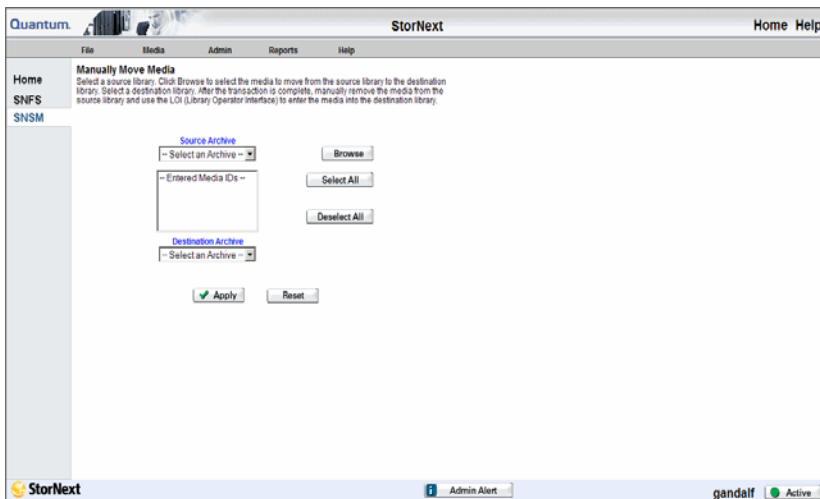 Quantum.
StorNext
Home Help
File Media Admin Reports Help
Home
SNFS
SNSM
Manually Move Media
Select a source library. Click Browse to select the media to move from the source library to the destination
library. Select a destination library. After the transaction is complete, manually remove the media from the
source library and use the LOI (Library Operator Interface) to enter the media into the destination library.
Source Archive
-- Select an Archive --
Browse
-- Entered Media IDs --
Select All
Deselect All
Destination Archive
-- Select an Archive --
Apply
Reset
StorNext
Admin Alert
gandalf
Active